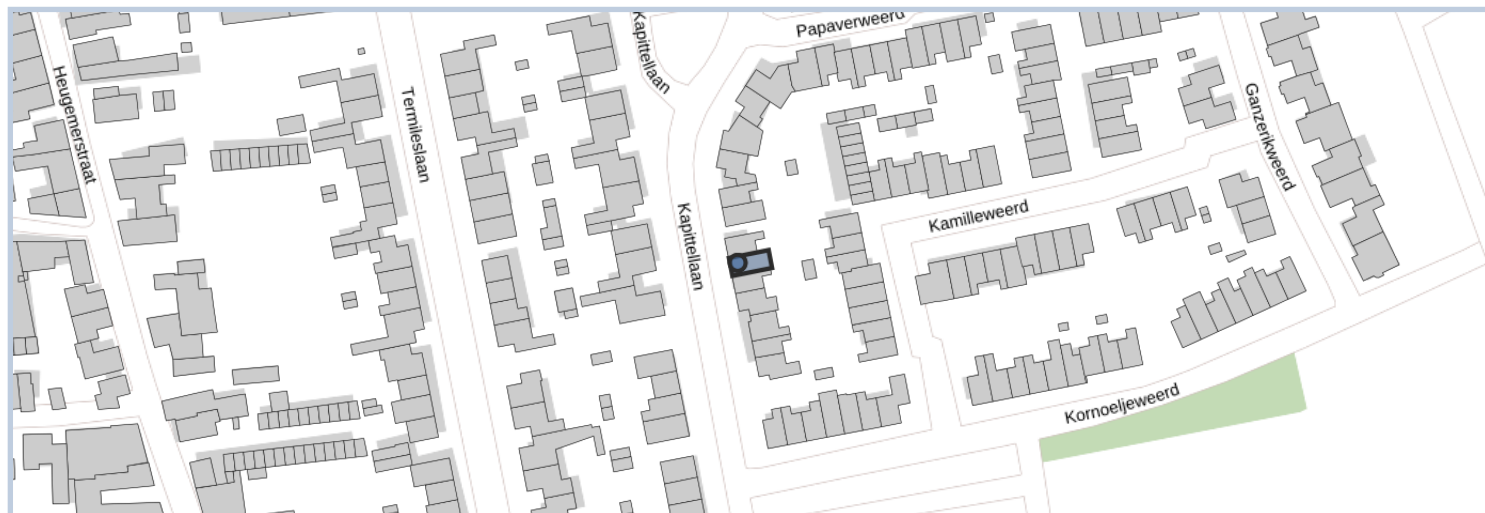 Papaverweerd
Kapittellaan
Heugemerstraat
Termileslaan
Ganzerikweerd
Kapittellaan
Kamilleweerd
Kornoeljeweerd